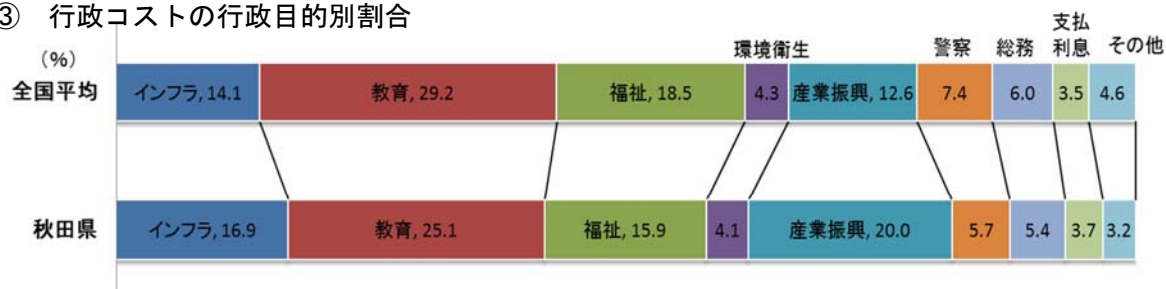 ③ 行政コストの行政目的別割合
(%)
環境衛生 警察 総務 支払利息 その他
全国平均 インフラ, 14.1 教育, 29.2 福祉, 18.5 4.3 産業振興, 12.6 7.4 6.0 3.5 4.6
秋田県 インフラ, 16.9 教育, 25.1 福祉, 15.9 4.1 産業振興, 20.0 5.7 5.4 3.7 3.2